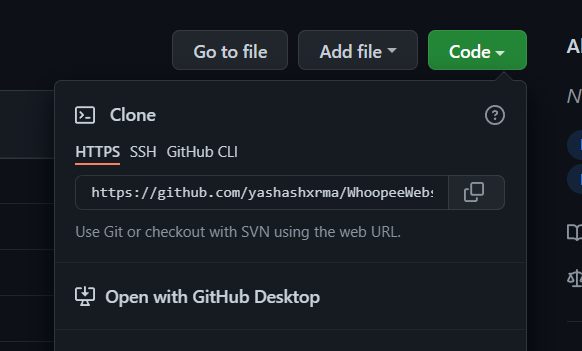 Go to file Add file Code
Clone
HTTPS SSH GitHub CLI
https://github.com/yashashxrma/WhoopeeWebs
Use Git or checkout with SVN using the web URL.
Open with GitHub Desktop